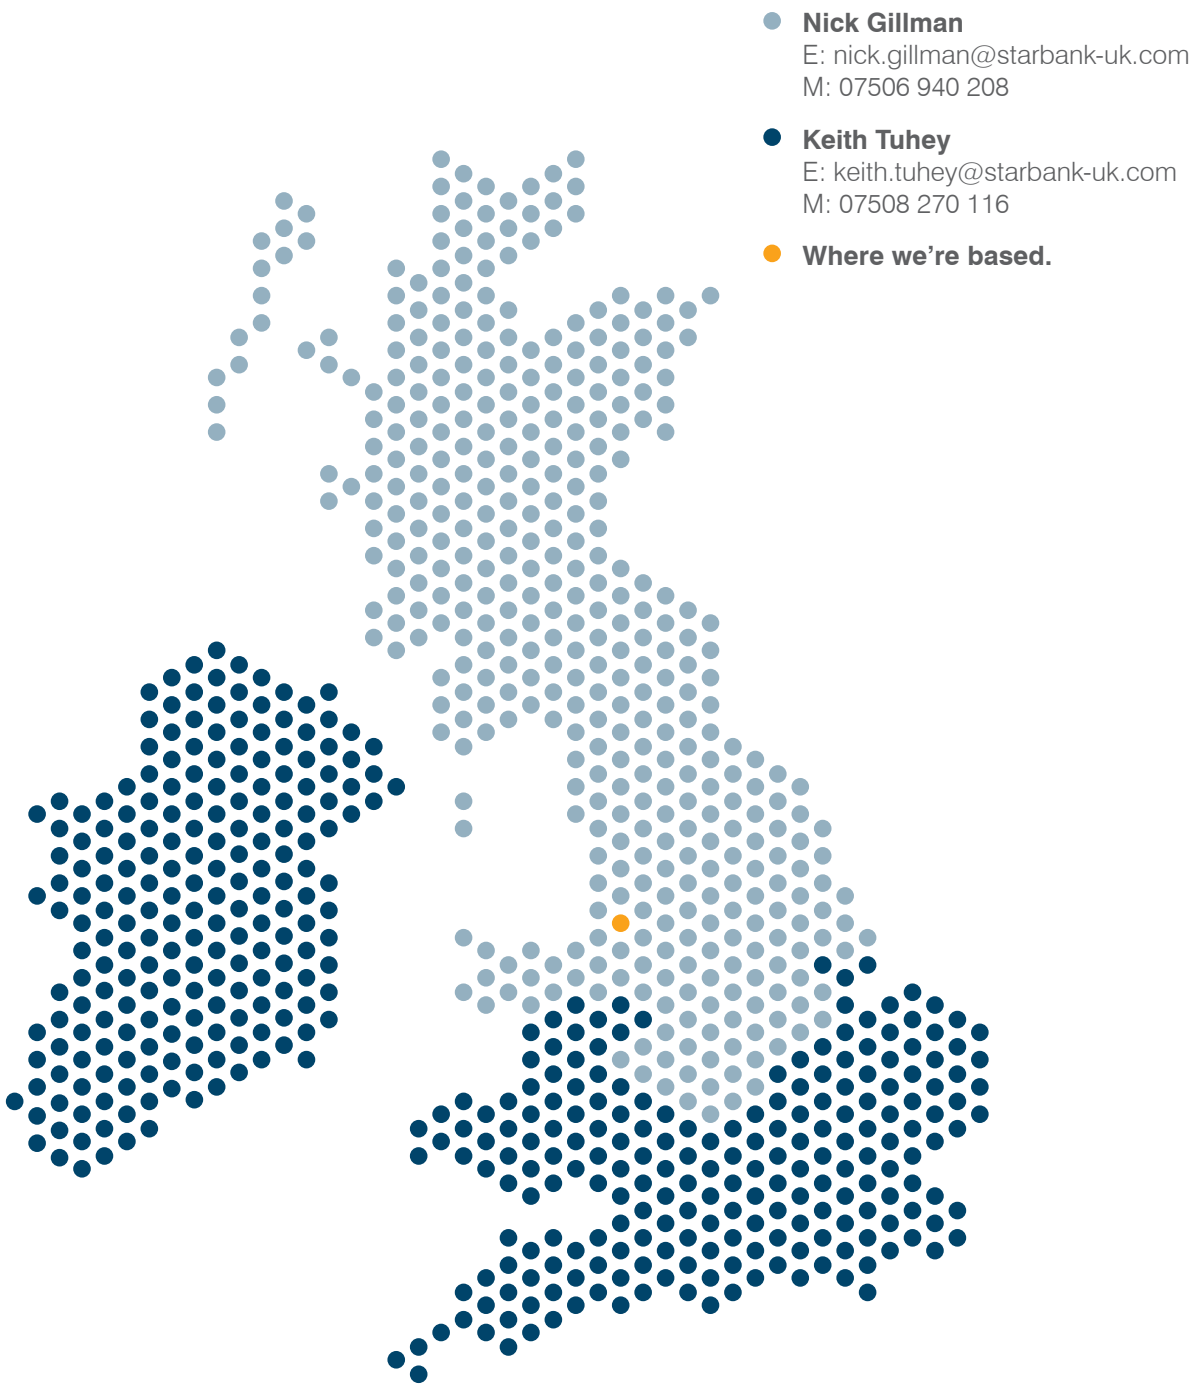 Nick Gillman
E: nick.gillman@starbank-uk.com
M: 07506 940 208
Keith Tuhey
E: keith.tuhey@starbank-uk.com
M: 07508 270 116
Where we’re based.